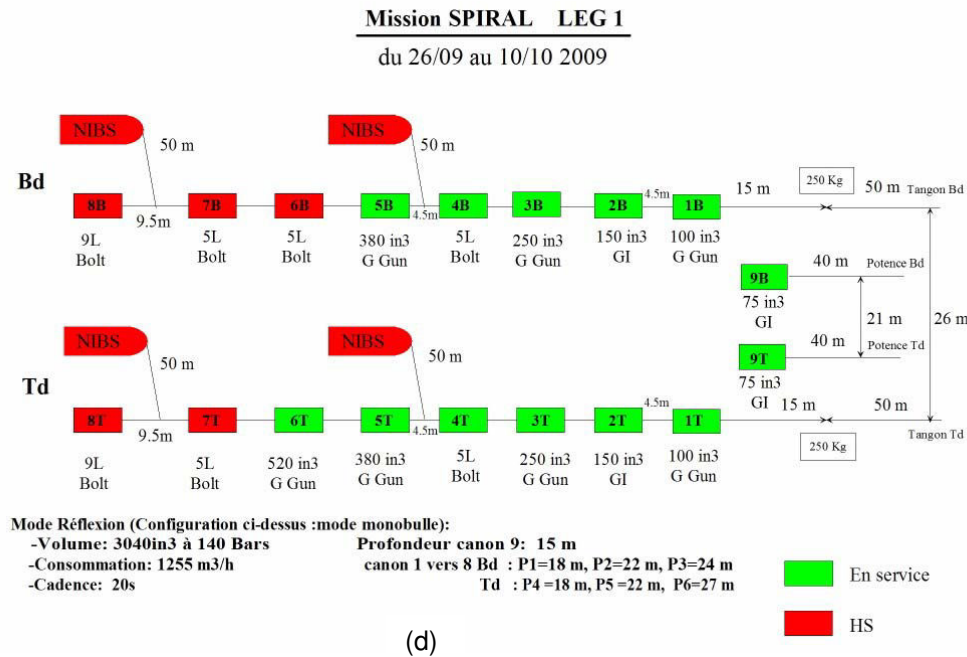 Mission SPIRAL LEG 1
du 26/09 au 10/10 2009
NIBS 50 m NIBS 50 m
Bd
250 Kg
15 m 50 m Tangon Bd
8B 9.5m 7B 6B 5B 4.5m 4B 3B 2B 4.5m 1B
9L 5L 5L 380 in3 5L 250 in3 150 in3 100 in3
Bolt Bolt Bolt G Gun Bolt G Gun GI G Gun
9B 40 m Potence Bd
75 in3
GI
21 m 26 m
NIBS 50 m NIBS 50 m
40 m Potence Td
9T
75 in3
GI
Td
15 m 50 m
8T 9.5m 7T 6T 5T 4.5m 4T 3T 2T 4.5m 1T
Tangon Td
250 Kg
9L 5L 520 in3 380 in3 5L 250 in3 150 in3 100 in3
Bolt Bolt G Gun G Gun Bolt G Gun GI G Gun
Mode Réflexion (Configuration ci-dessus :mode monobulle):
-Volume: 3040in3 à 140 Bars Profondeur canon 9: 15 m
-Consommation: 1255 m3/h canon 1 vers 8 Bd : P1=18 m, P2=22 m, P3=24 m
-Cadence: 20s Td : P4 =18 m, P5 =22 m, P6=27 m
En service
HS
(d)